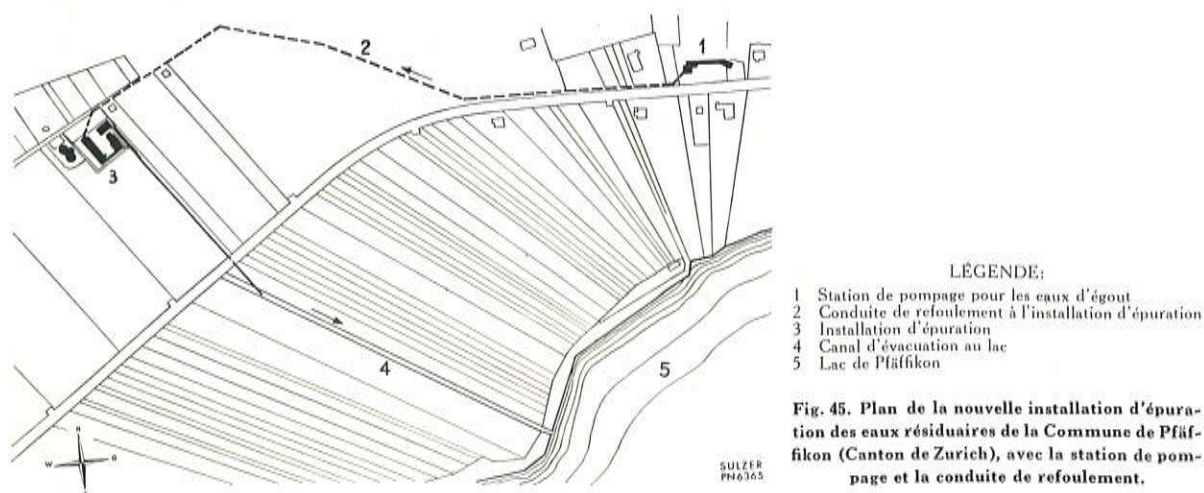 1
2
3
4
5
N
W
O
SULZER
PN6365
LÉGENDE:
1 Station de pompage pour les eaux d'égout
2 Conduite de refoulement à l'installation d'épuration
3 Installation d'épuration
4 Canal d'évacuation au lac
5 Lac de Pfäffikon
Fig. 45. Plan de la nouvelle installation d'épura-
tion des eaux résiduaires de la Commune de Pfäf-
fikon (Canton de Zurich), avec la station de pom-
page et la conduite de refoulement.